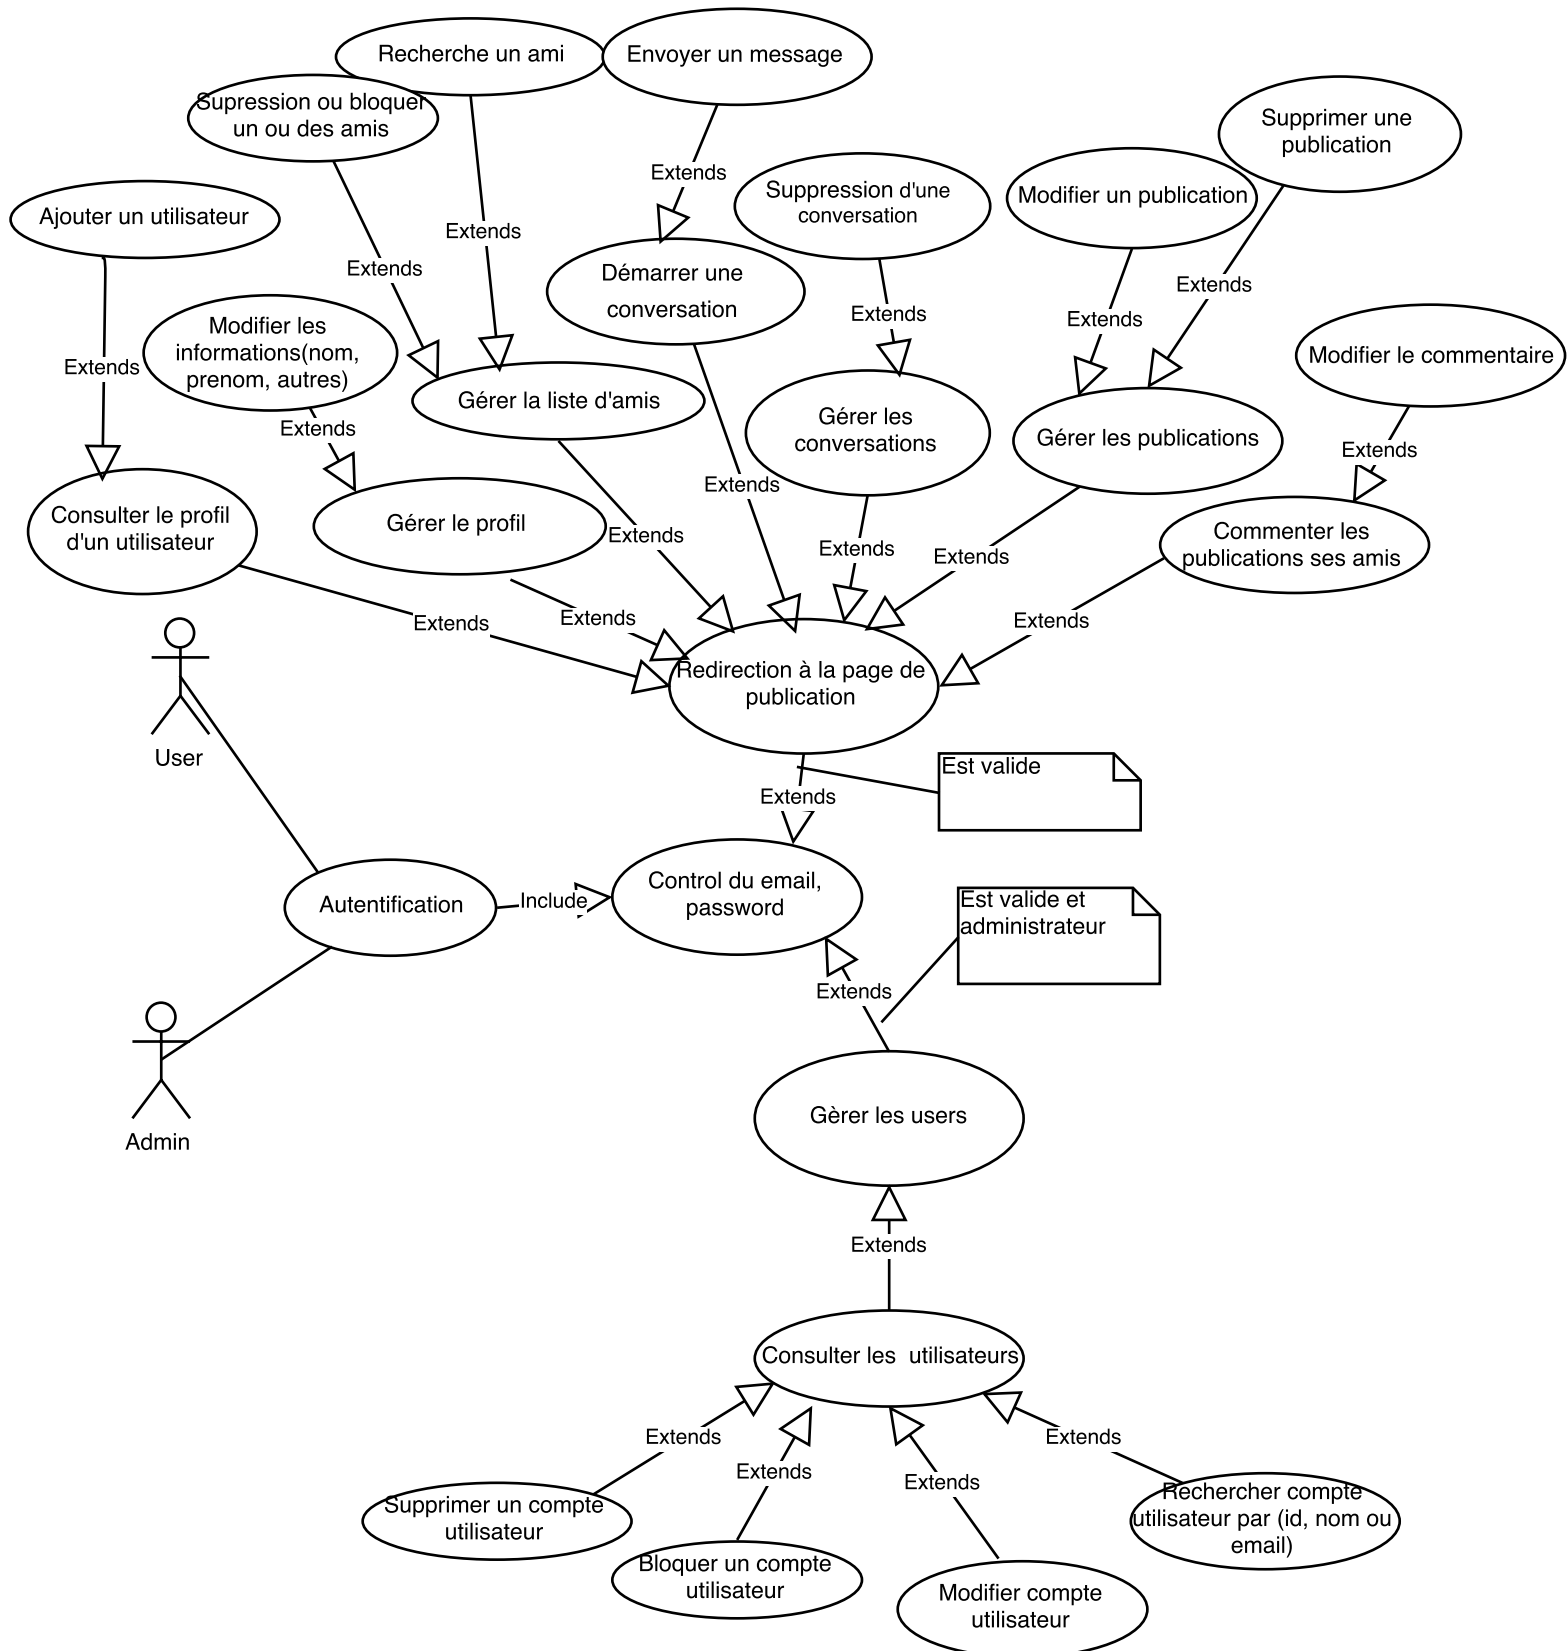 Recherche un ami
Envoyer un message
Supression ou bloquer
un ou des amis
Supprimer une
publication
Extends
Suppression d'une
conversation
Modifier un publication
Ajouter un utilisateur
Extends
Extends
Démarrer une
conversation
Extends
Extends
Extends
Modifier les
informations(nom,
prenom, autres)
Extends
Modifier le commentaire
Extends
Gérer la liste d'amis
Gérer les
conversations
Extends
Gérer les publications
Extends
Extends
Consulter le profil
d'un utilisateur
Gérer le profil
Extends
Extends
Extends
Commenter les
publications ses amis
Extends
Extends
Extends
Redirection à la page de
publication
User
Est valide
Extends
Control du email,
password
Autentification
Include
Est valide et
administrateur
Extends
Admin
Gèrer les users
Extends
Consulter les  utilisateurs
Extends
Extends
Extends
Extends
Supprimer un compte
utilisateur
Bloquer un compte
utilisateur
Modifier compte
utilisateur
Rechercher compte
utilisateur par (id, nom ou
email)